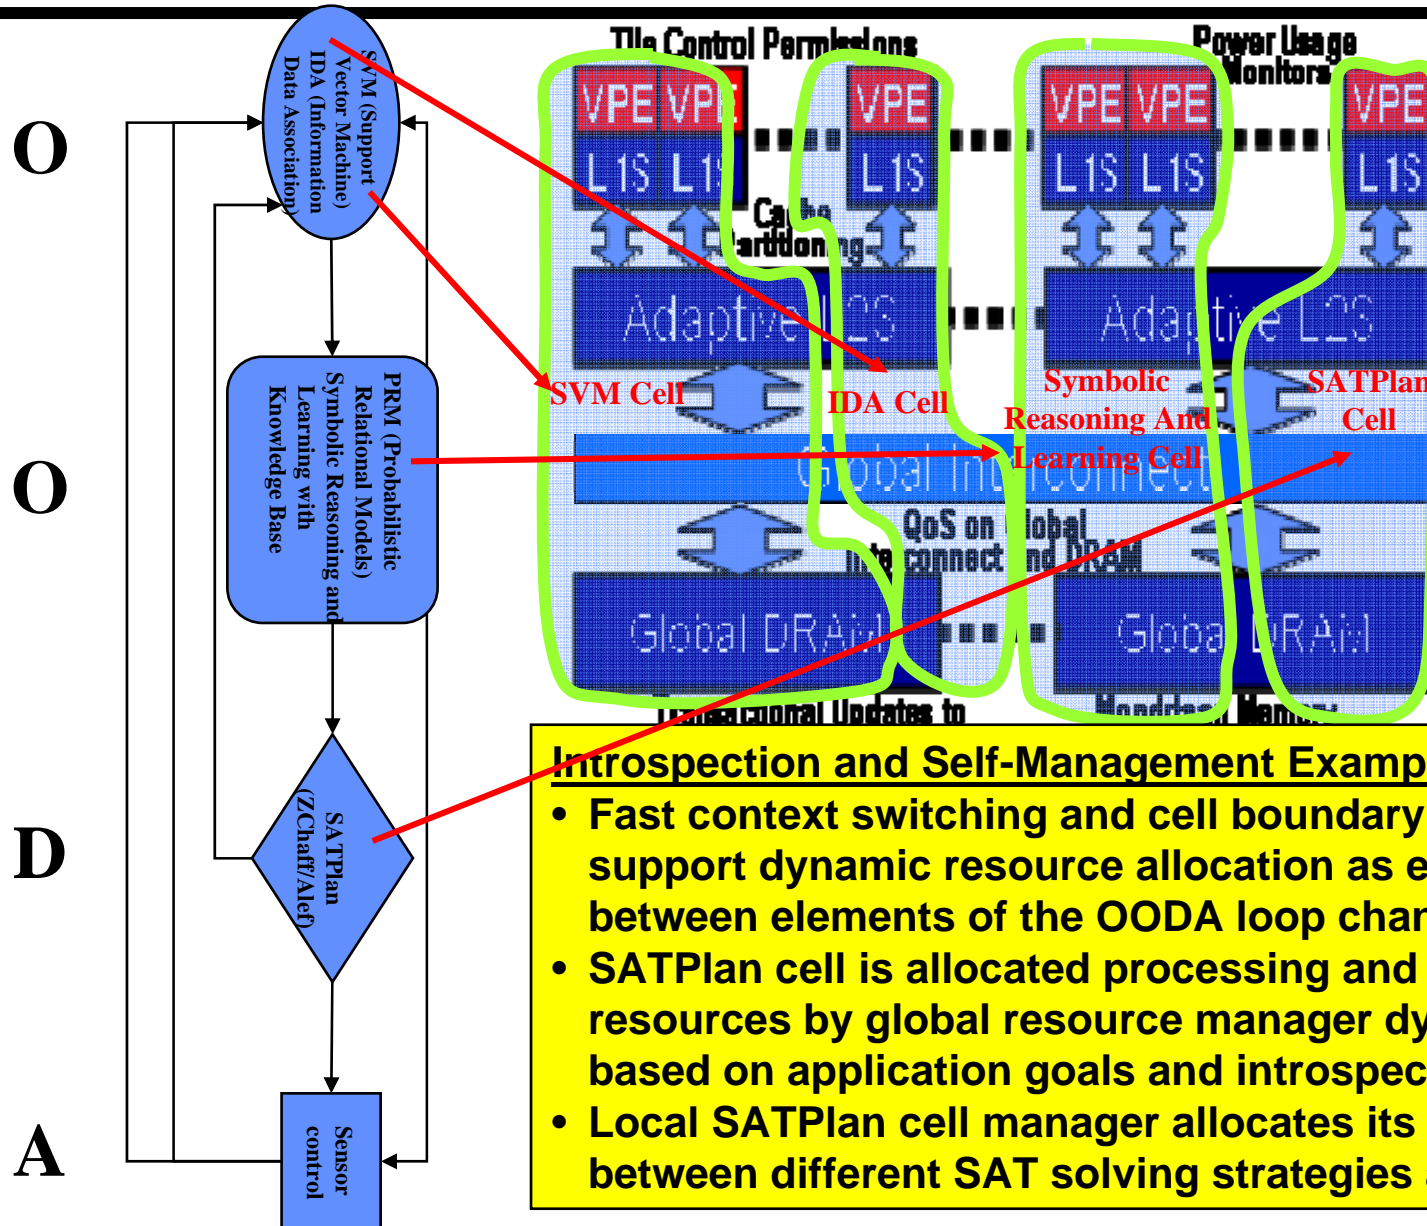 O
O
D
A
SVM (Support
Vector Machine)
IDA (Information
Data Association)
PRM (Probabilistic
Relational Models)
Symbolic Reasoning and
Learning with
Knowledge Base
SATPlan
(ZChaff/Alef)
Sensor
control
Tile Control Permissions
Power Usage
Monitors
VPE VPE
VPE
VPE VPE
VPE
L1S L1S
L1S
L1S L1S
L1S
Cache
Partitioning
Adaptive L2S
Adaptive L2S
SVM Cell
IDA Cell
Symbolic
Reasoning And
Learning Cell
SATPlan
Cell
Global Interconnect
QoS on Global
Interconnect and DRAM
Global DRAM
Global DRAM
Transactional Updates to
Mondriaan Memory
Introspection and Self-Management Examp
• Fast context switching and cell boundary
support dynamic resource allocation as e
between elements of the OODA loop chan
• SATPlan cell is allocated processing and
resources by global resource manager dy
based on application goals and introspec
• Local SATPlan cell manager allocates its
between different SAT solving strategies